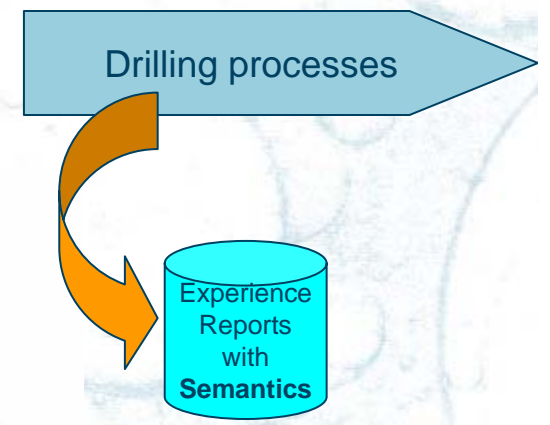 Drilling processes
Experience
Reports
with
Semantics